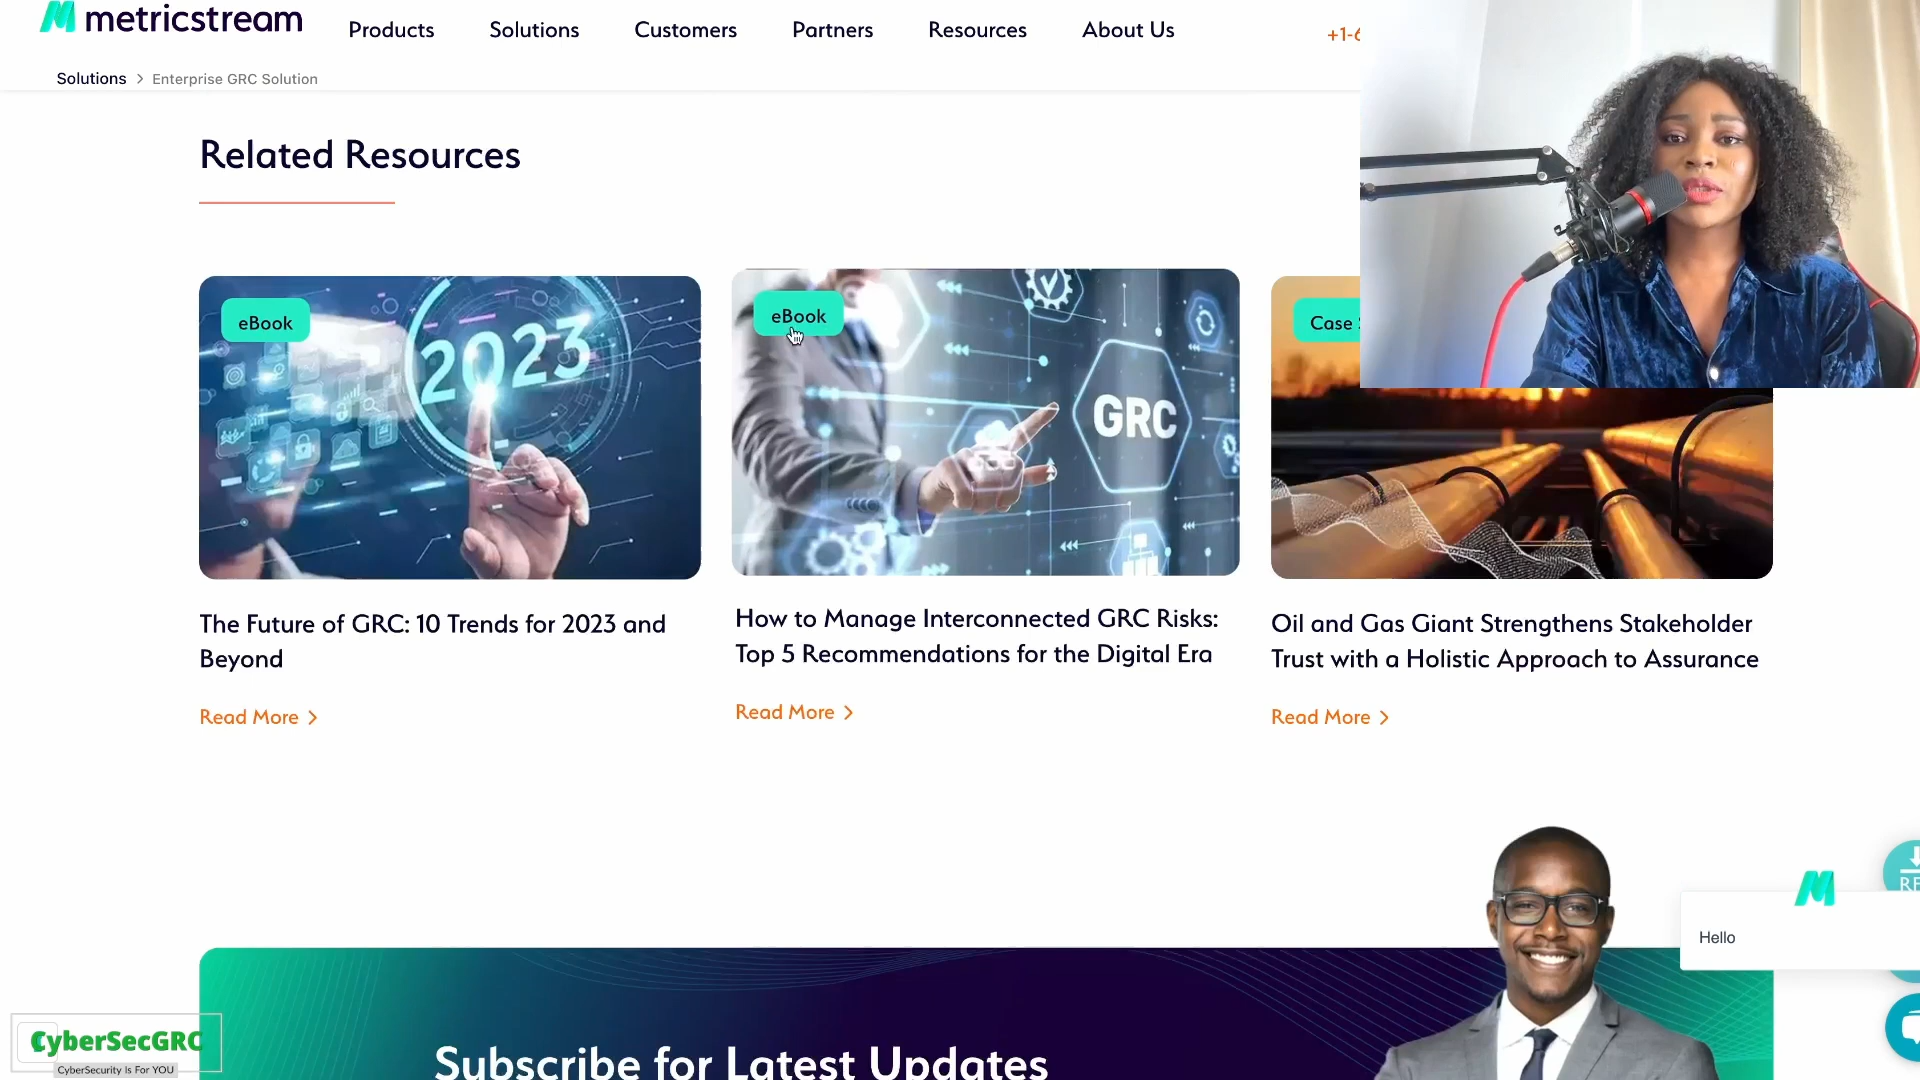 metricstream
Products
Solutions
Customers
Partners
Resources
About Us
+1-6
Solutions > Enterprise GRC Solution
Related Resources
eBook
2023
eBook
GRC
Case
The Future of GRC: 10 Trends for 2023 and
Beyond
Read More >
How to Manage Interconnected GRC Risks:
Top 5 Recommendations for the Digital Era
Read More >
Oil and Gas Giant Strengthens Stakeholder
Trust with a Holistic Approach to Assurance
Read More >
Hello
Subscribe for Latest Updates
CyberSecGRC
CyberSecurity Is For YOU